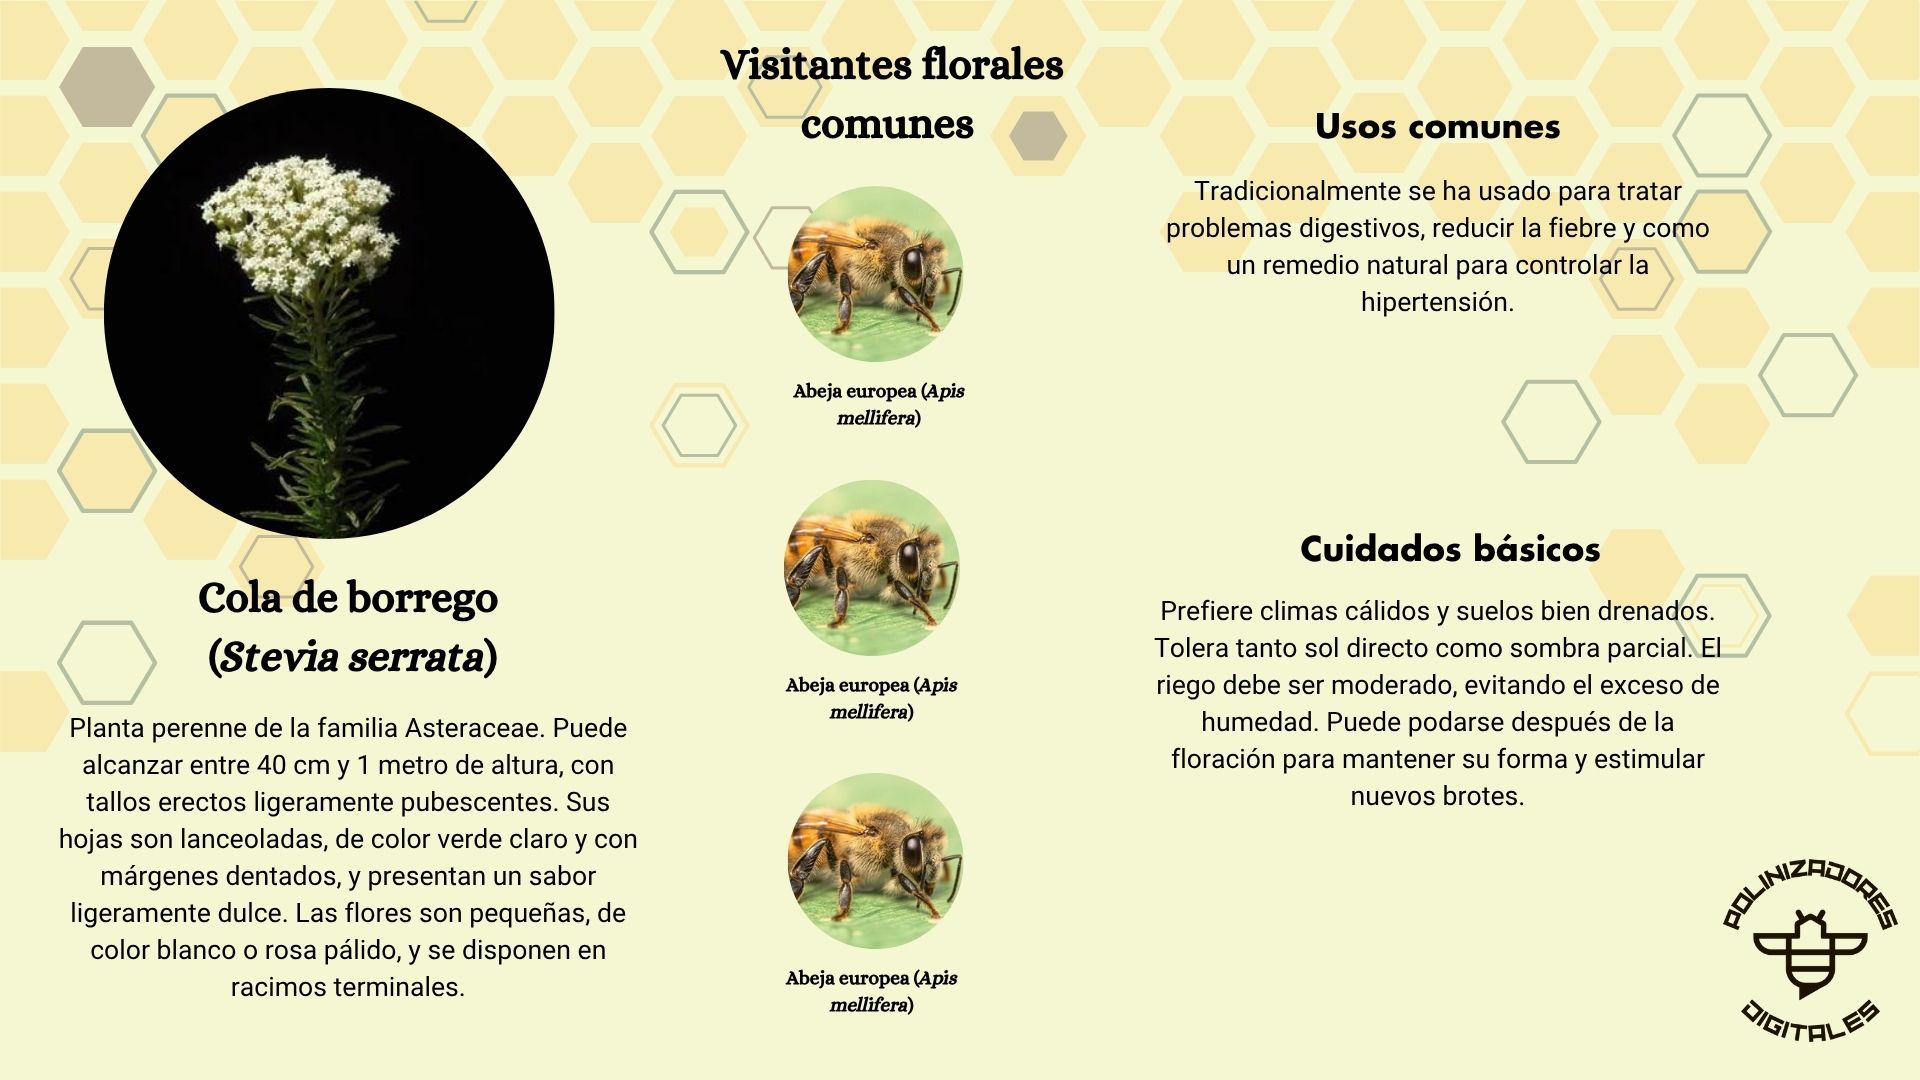 Cola de borrego
(Stevia serrata)
Planta perenne de la familia Asteraceae. Puede
alcanzar entre 40 cm y 1 metro de altura, con
tallos erectos ligeramente pubescentes. Sus
hojas son lanceoladas, de color verde claro y con
márgenes dentados, y presentan un sabor
ligeramente dulce. Las flores son pequeñas, de
color blanco o rosa pálido, y se disponen en
racimos terminales.
Visitantes florales
comunes
Abeja europea (Apis
mellifera)
Abeja europea (Apis
mellifera)
Abeja europea (Apis
mellifera)
Usos comunes
Tradicionalmente se ha usado para tratar
problemas digestivos, reducir la fiebre y como
un remedio natural para controlar la
hipertensión.
Cuidados básicos
Prefiere climas cálidos y suelos bien drenados.
Tolera tanto sol directo como sombra parcial. El
riego debe ser moderado, evitando el exceso de
humedad. Puede podarse después de la
floración para mantener su forma y estimular
nuevos brotes.
POLINIZADORES
DIGITALES